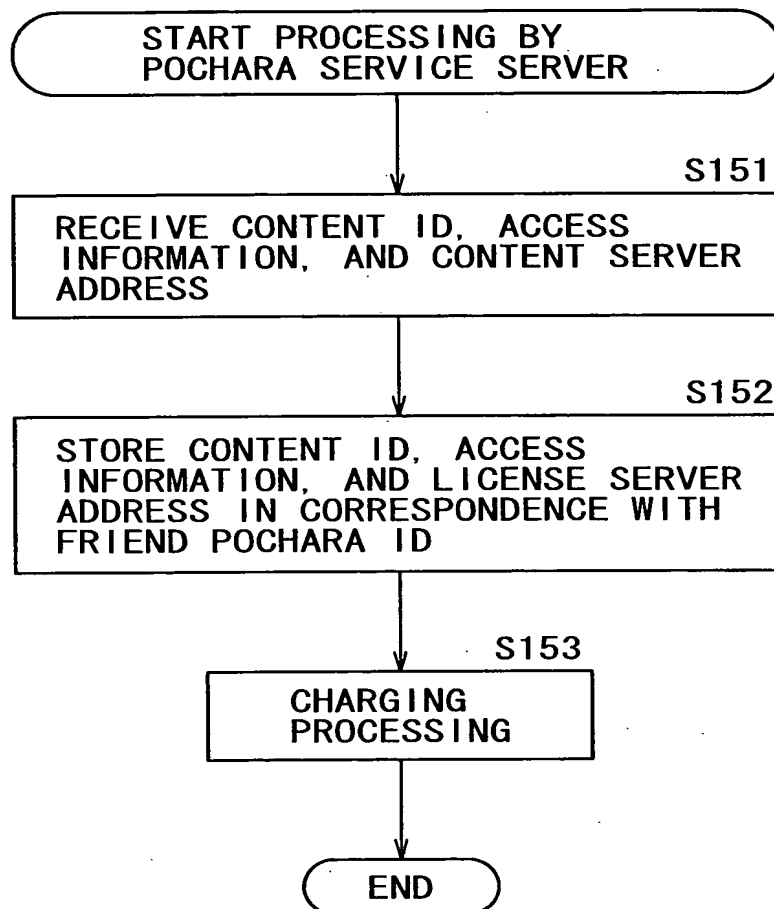 START PROCESSING BY
POCHARA SERVICE SERVER
S151
RECEIVE CONTENT ID, ACCESS
INFORMATION, AND CONTENT SERVER
ADDRESS
S152
STORE CONTENT ID, ACCESS
INFORMATION, AND LICENSE SERVER
ADDRESS IN CORRESPONDENCE WITH
FRIEND POCHARA ID
S153
CHARGING
PROCESSING
END